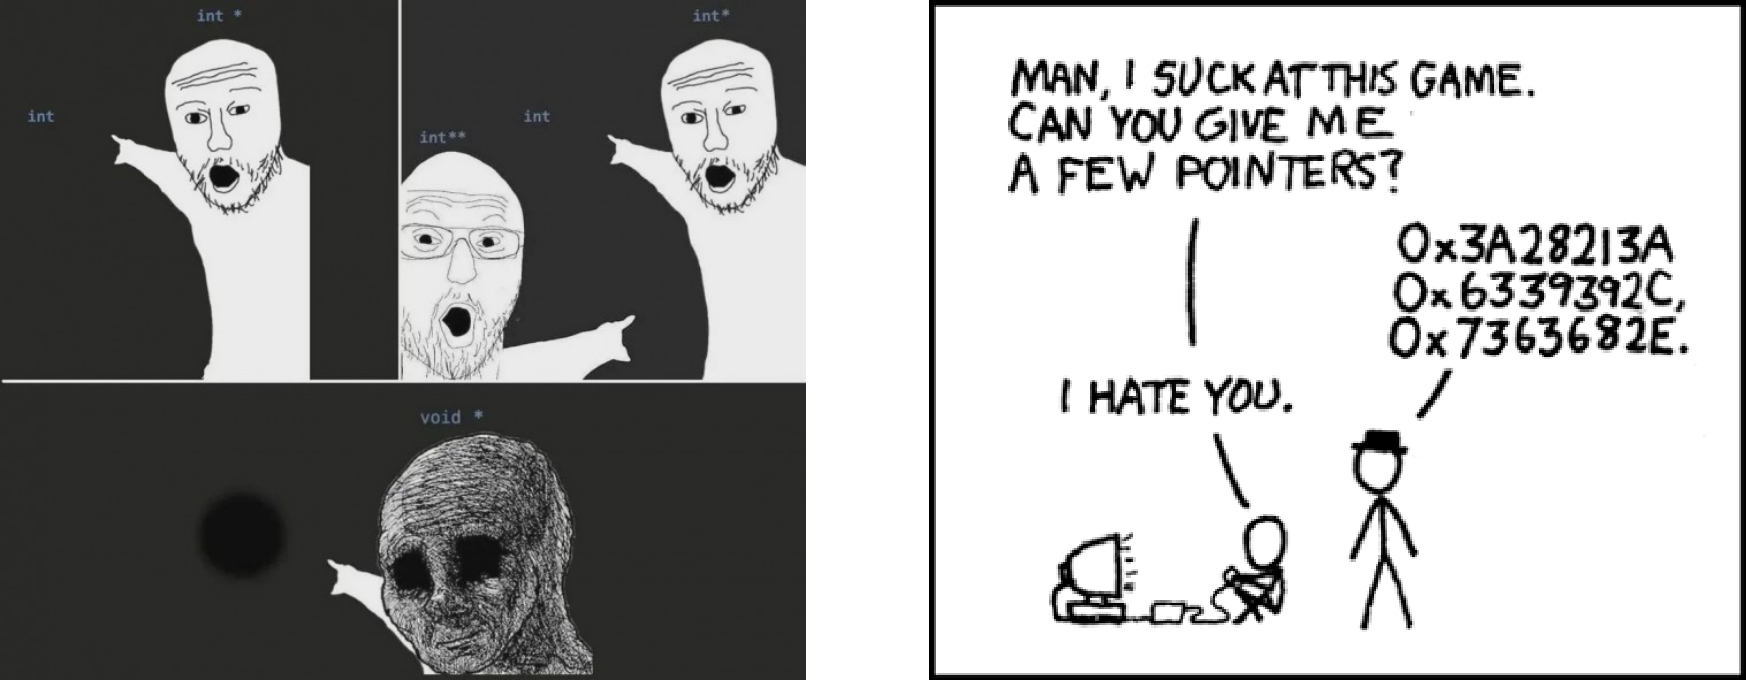 int *
int
int*
int
int**
void *
MAN, I SUCK AT THIS GAME.
CAN YOU GIVE ME
A FEW POINTERS?
0x3A28213A
0x6339392C,
0x7363682E.
I HATE YOU.